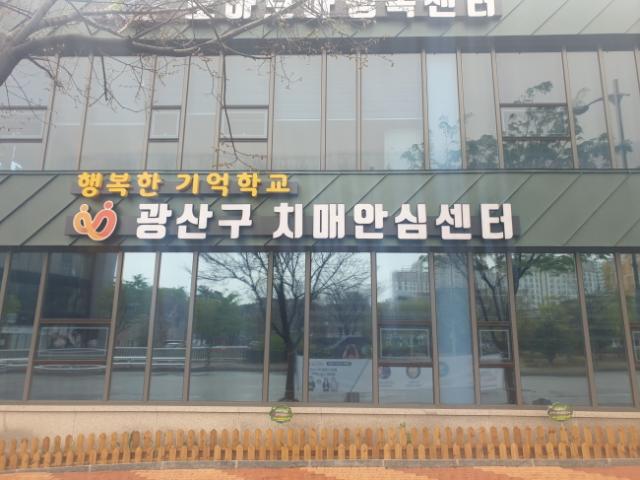 행복한 기억학교
광산구 치매안심센터